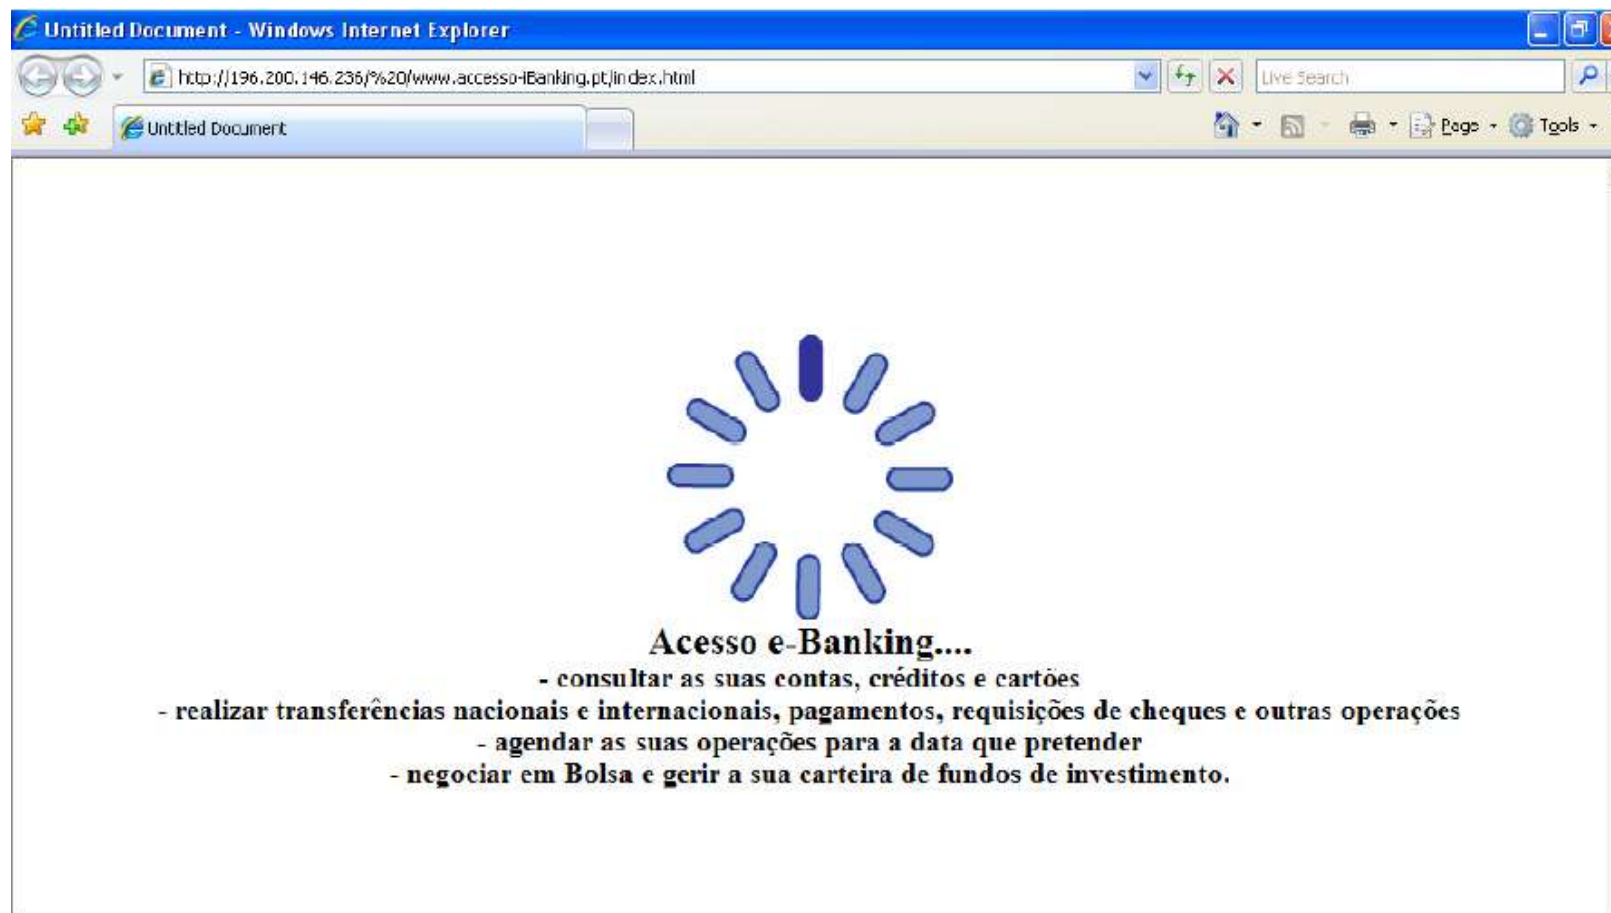 Untitled Document - Windows Internet Explorer
http://196.200.146.236/%20/www.accesso-iBanking.pt/index.html
Live Search
Untitled Document
Page
Tools
Acesso e-Banking....
- consultar as suas contas, créditos e cartões
- realizar transferências nacionais e internacionais, pagamentos, requisições de cheques e outras operações
- agendar as suas operações para a data que pretender
- negociar em Bolsa e gerir a sua carteira de fundos de investimento.